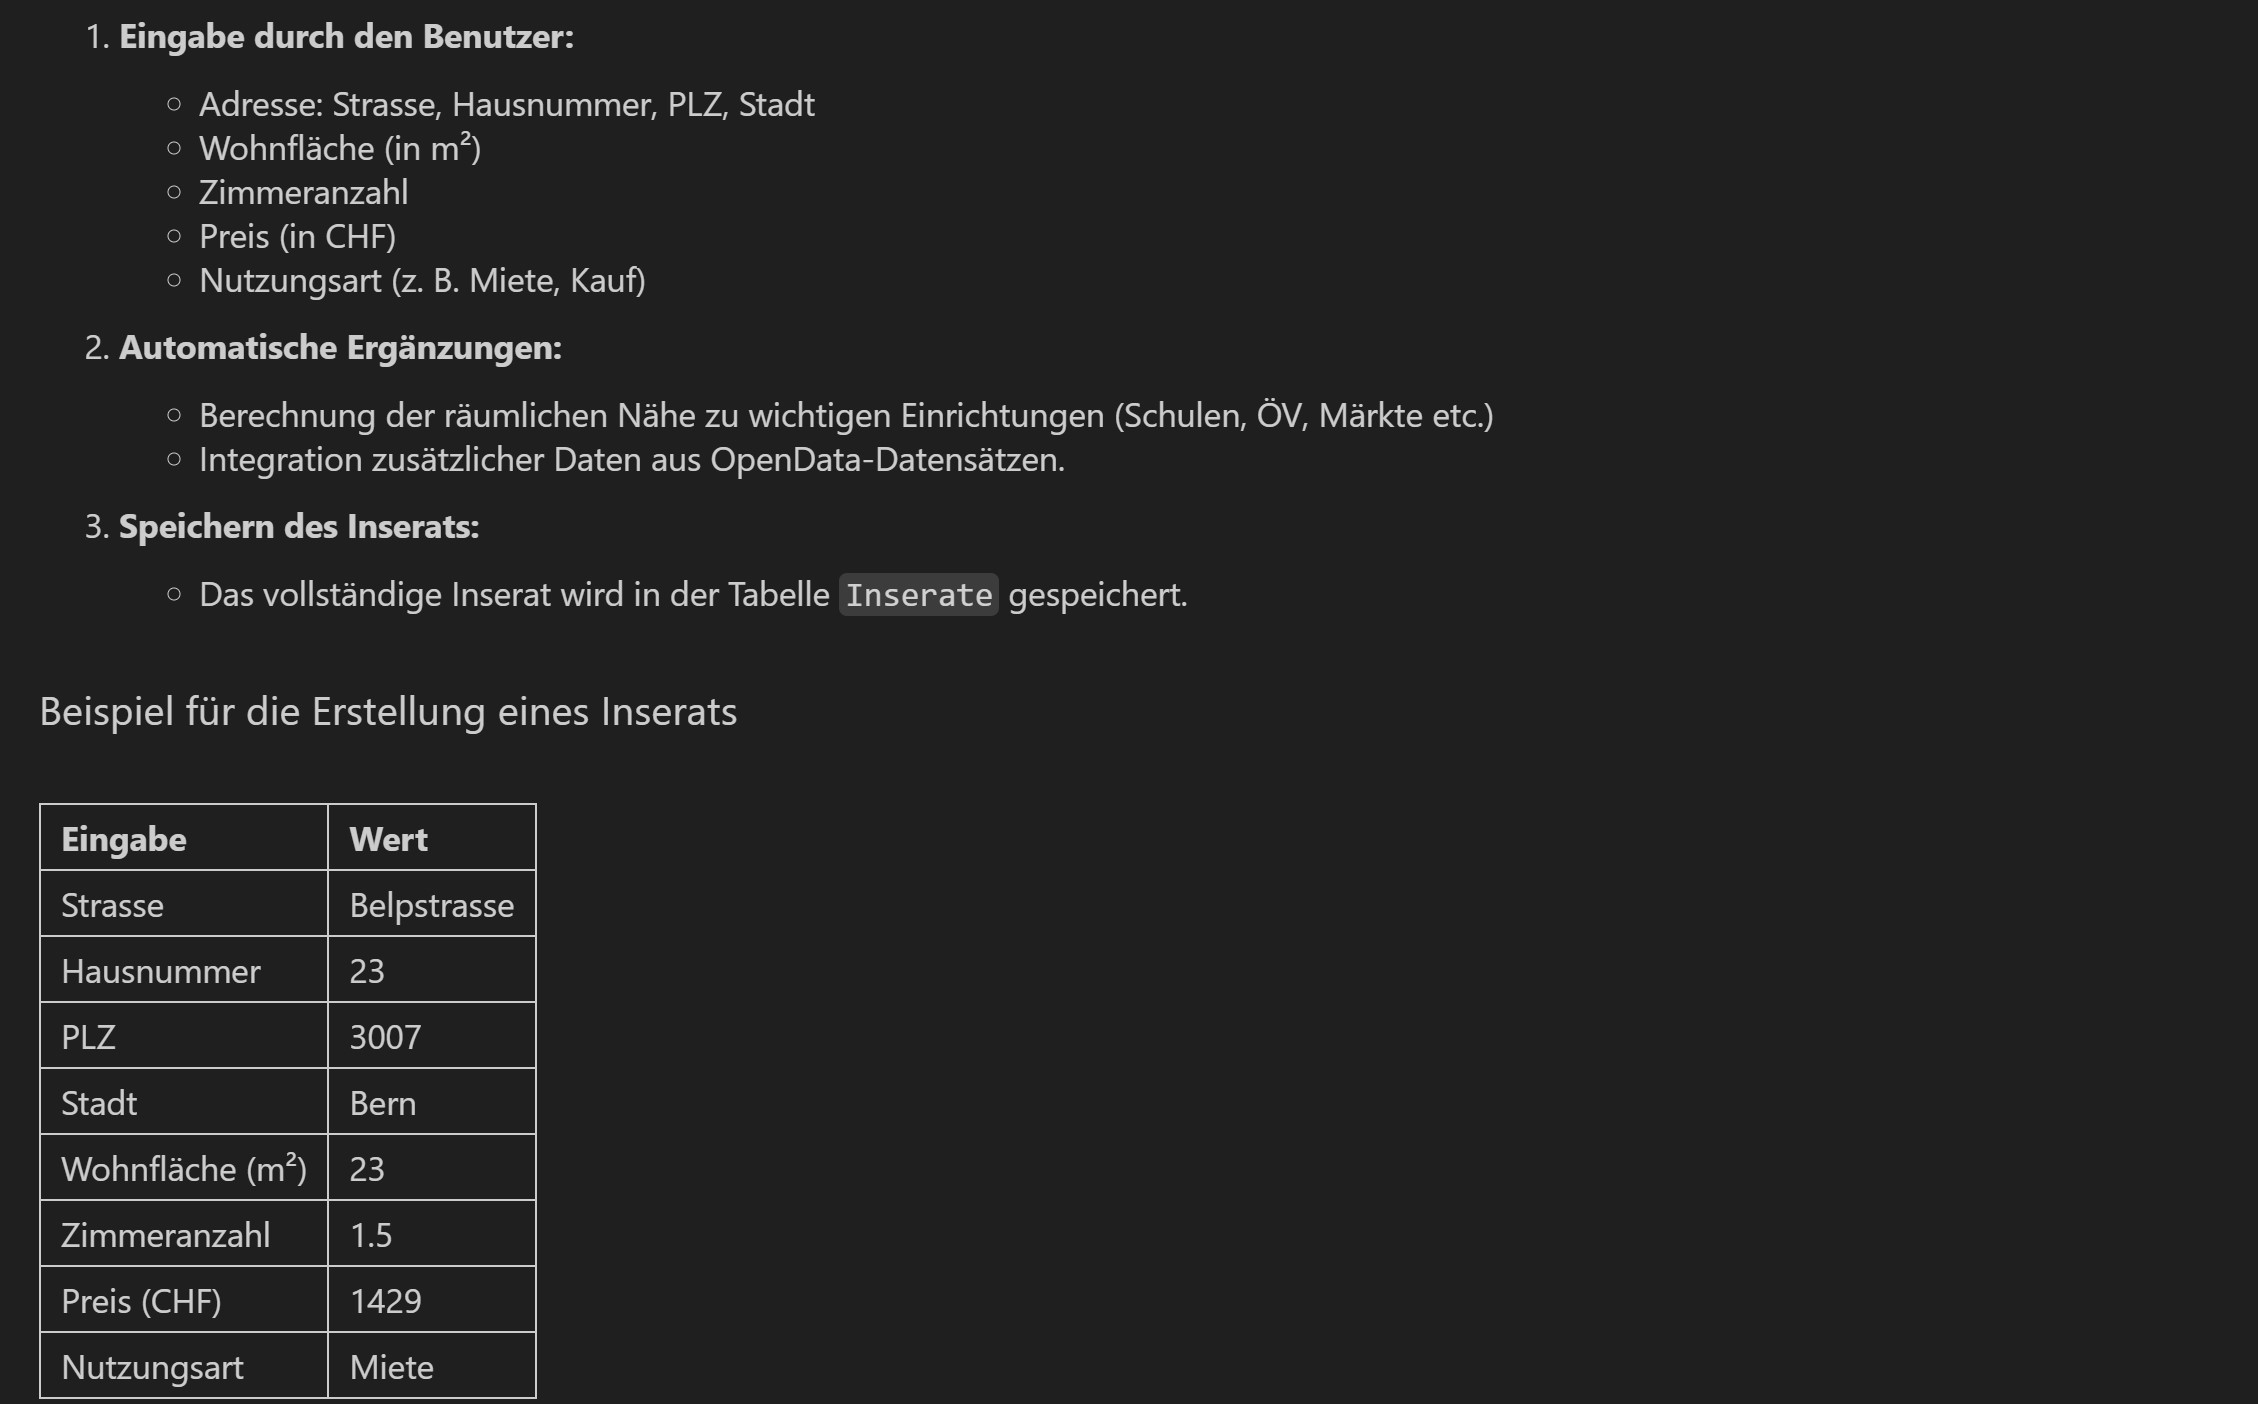 1. Eingabe durch den Benutzer:
○ Adresse: Strasse, Hausnummer, PLZ, Stadt
○ Wohnfläche (in m²)
○ Zimmeranzahl
○ Preis (in CHF)
○ Nutzungsart (z. B. Miete, Kauf)
2. Automatische Ergänzungen:
○ Berechnung der räumlichen Nähe zu wichtigen Einrichtungen (Schulen, ÖV, Märkte etc.)
○ Integration zusätzlicher Daten aus OpenData-Datensätzen.
3. Speichern des Inserats:
○ Das vollständige Inserat wird in der Tabelle Inserate gespeichert.
Beispiel für die Erstellung eines Inserats
Eingabe Wert
Strasse Belpstrasse
Hausnummer 23
PLZ 3007
Stadt Bern
Wohnfläche (m²) 23
Zimmeranzahl 1.5
Preis (CHF) 1429
Nutzungsart Miete